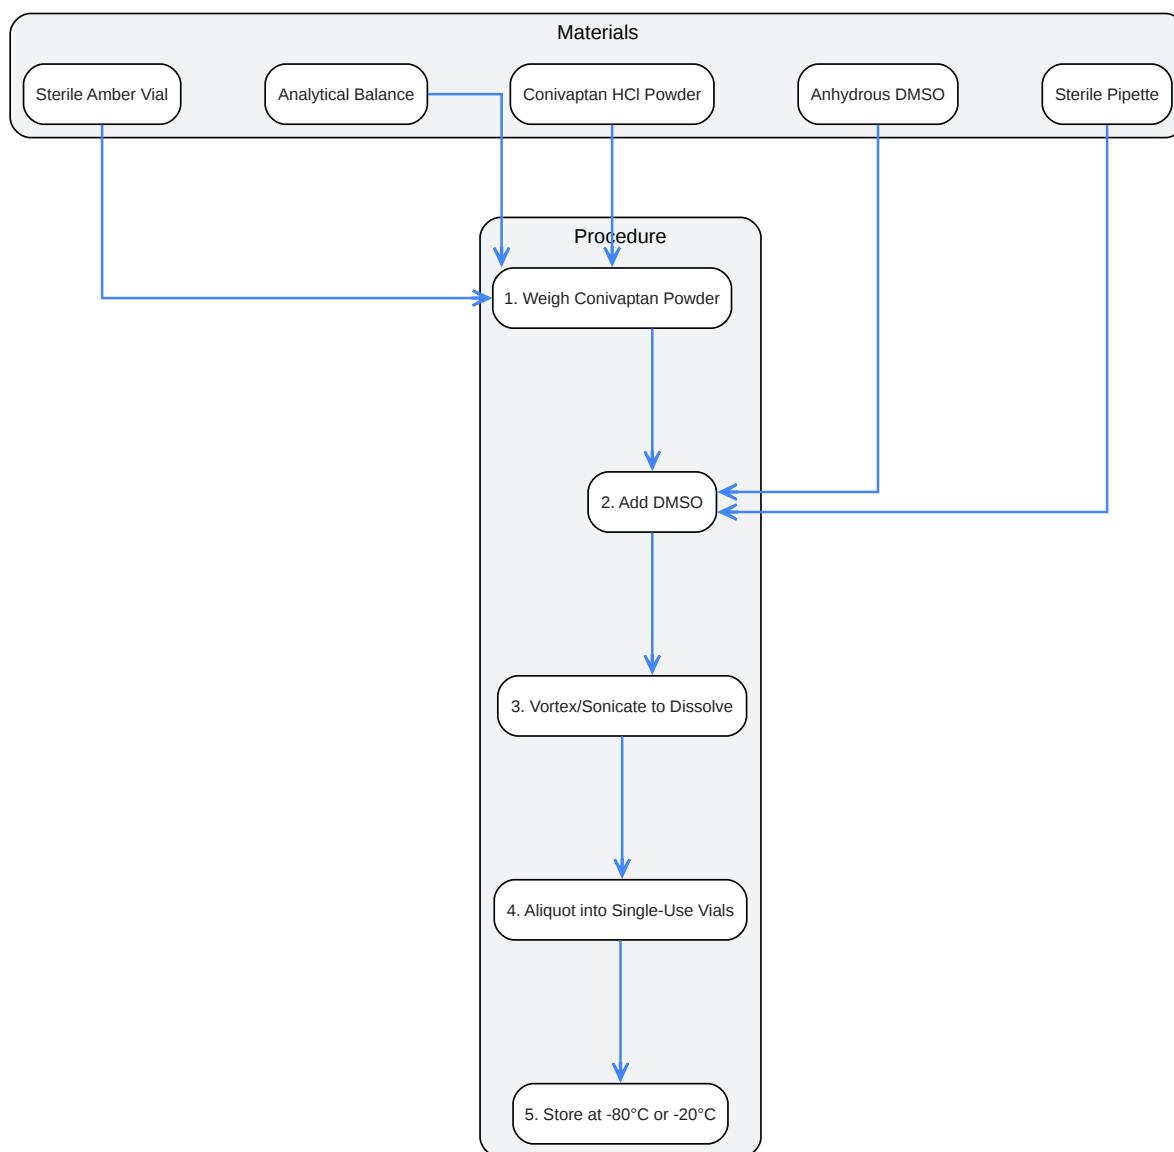 Materials
Sterile Amber Vial
Analytical Balance
Conivaptan HCl Powder
Anhydrous DMSO
Sterile Pipette
Procedure
1. Weigh Conivaptan Powder
2. Add DMSO
3. Vortex/Sonicate to Dissolve
4. Aliquot into Single-Use Vials
5. Store at -80°C or -20°C